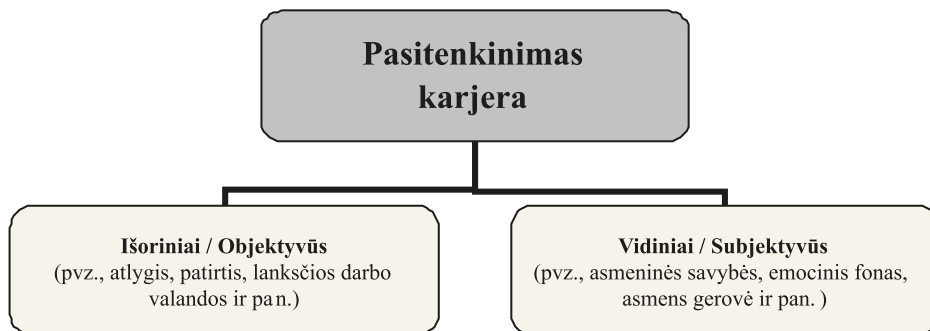 Pasitenkinimas
karjera
Išoriniai / Objektyvūs
(pvz., atlygis, patirtis, lanksčios darbo
valandos ir pan.)
Vidiniai / Subjektyvūs
(pvz., asmeninės savybės, emocinis fonas,
asmens gerovė ir pan. )